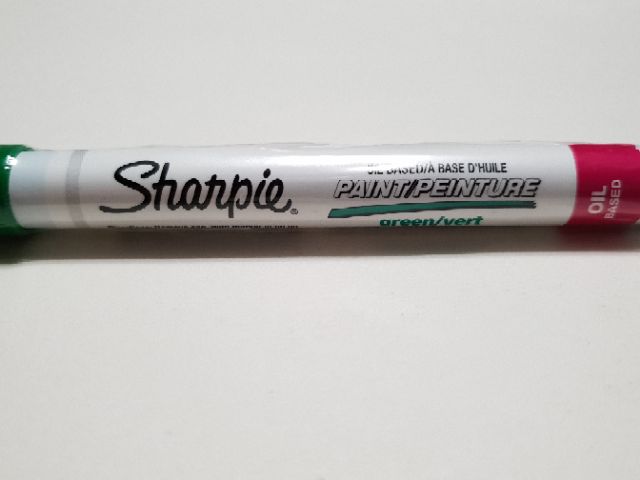 Sharpie®
OIL BASED/À BASE D'HUILE
PAINT/PEINTURE
green/vert
OIL
BASED